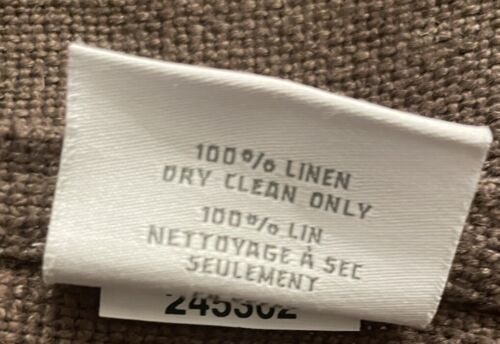 100% LINEN
DRY CLEAN ONLY
100% LIN
NETTOYAGE À SEC
SEULEMENT
245302